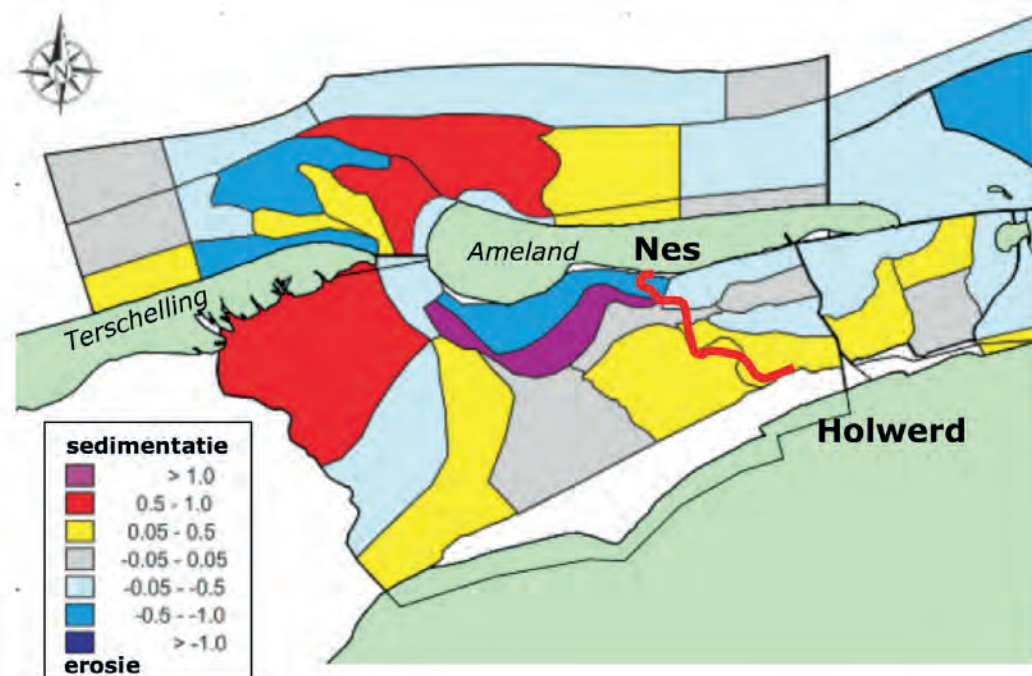 N
Ameland
Nes
Terschelling
Holwerd
sedimentatie
> 1.0
0.5 - 1.0
0.05 - 0.5
-0.05 - 0.05
-0.05 - -0.5
-0.5 - -1.0
> -1.0
erosie